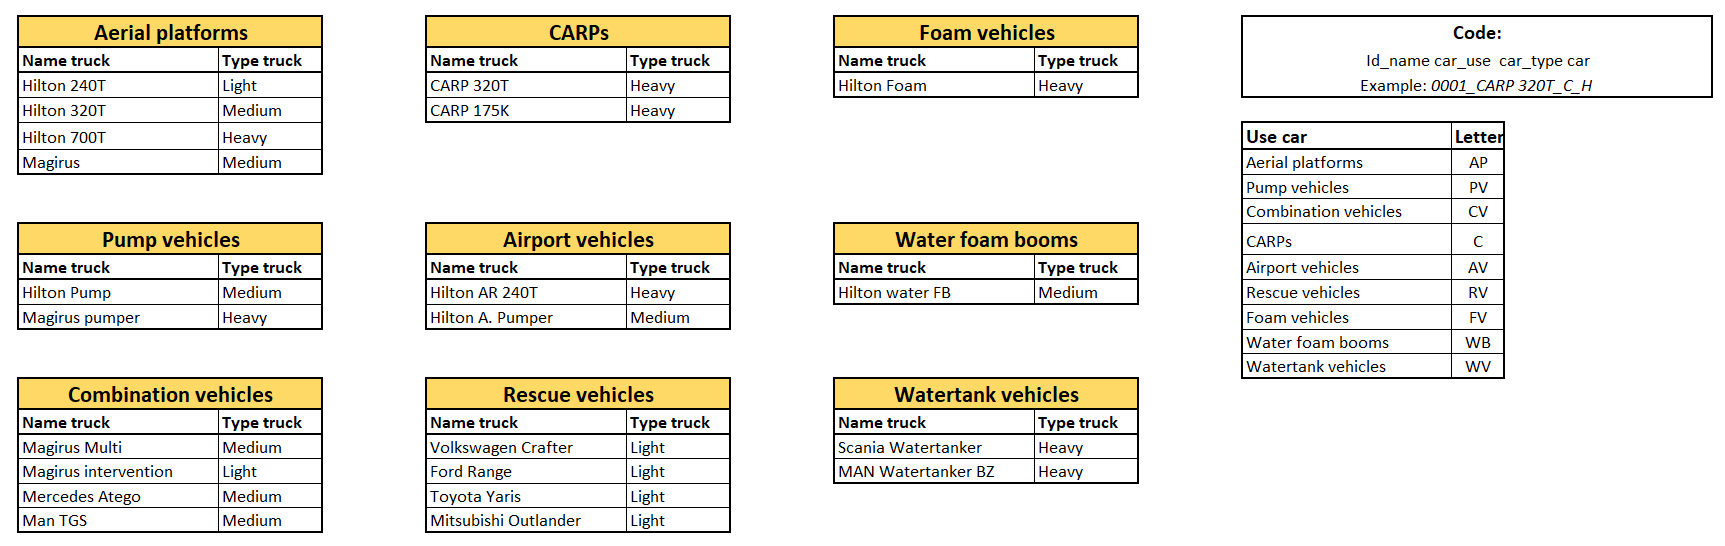 Aerial platforms
Name truck Type truck
Hilton 240T Light
Hilton 320T Medium
Hilton 700T Heavy
Magirus Medium
CARPs
Name truck Type truck
CARP 320T Heavy
CARP 175K Heavy
Foam vehicles
Name truck Type truck
Hilton Foam Heavy
Code:
Id_name car_use car_type car
Example: 0001_CARP 320T_C_H
Use car Letter
Aerial platforms AP
Pump vehicles PV
Combination vehicles CV
CARPs C
Airport vehicles AV
Rescue vehicles RV
Foam vehicles FV
Water foam booms WB
Watertank vehicles WV
Pump vehicles
Name truck Type truck
Hilton Pump Medium
Magirus pumper Heavy
Airport vehicles
Name truck Type truck
Hilton AR 240T Heavy
Hilton A. Pumper Medium
Water foam booms
Name truck Type truck
Hilton water FB Medium
Combination vehicles
Name truck Type truck
Magirus Multi Medium
Magirus intervention Light
Mercedes Atego Medium
Man TGS Medium
Rescue vehicles
Name truck Type truck
Volkswagen Crafter Light
Ford Range Light
Toyota Yaris Light
Mitsubishi Outlander Light
Watertank vehicles
Name truck Type truck
Scania Watertanker Heavy
MAN Watertanker BZ Heavy